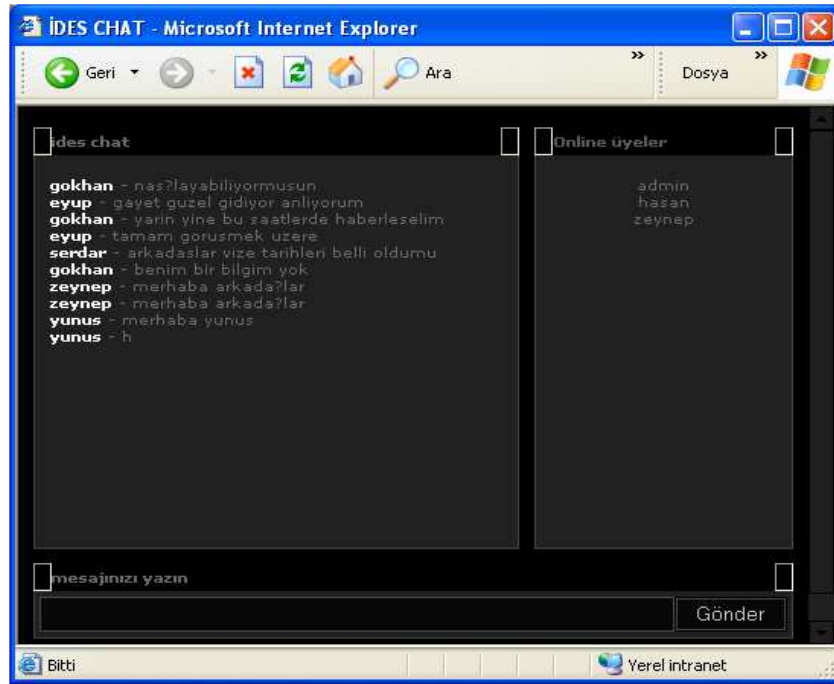 İDES CHAT - Microsoft Internet Explorer
Geri
Ara
Dosya
ides chat
gokhan - nas?layabiliyormusun
eyup - gayet guzel gidiyor anliyorum
gokhan - yarin yine bu saatlerde haberleselim
eyup - tamam gorusmek uzere
serdar - arkadaslar vize tarihleri belli oldumu
gokhan - benim bir bilgim yok
zeynep - merhaba arkada?lar
zeynep - merhaba arkada?lar
yunus - merhaba yunus
yunus - h
Online üyeler
admin
hasan
zeynep
mesajınızı yazın
Gönder
Bitti
Yerel intranet